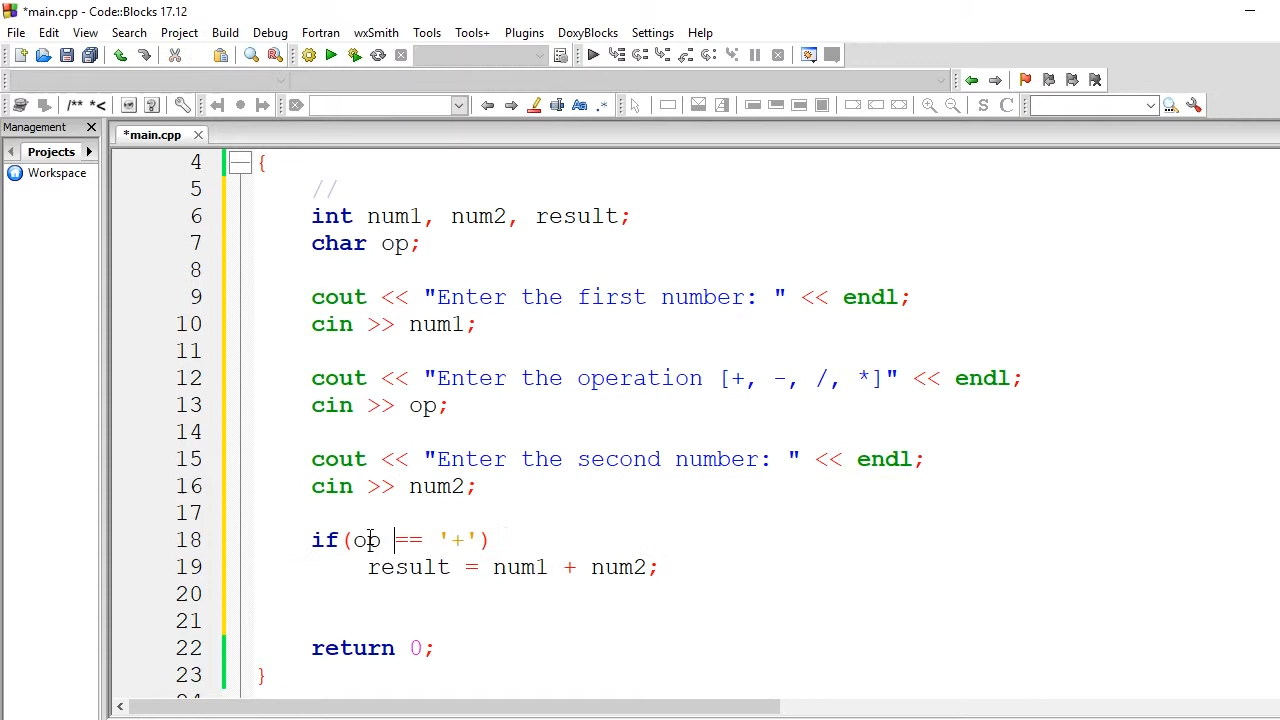 *main.cpp - Code::Blocks 17.12
File Edit View Search Project Build Debug Fortran wxSmith Tools Tools+ Plugins DoxyBlocks Settings Help
/** *<
Management
*main.cpp
Projects
Workspace
4 {
5 //
6 int num1, num2, result;
7 char op;
8
9 cout << "Enter the first number: " << endl;
10 cin >> num1;
11
12 cout << "Enter the operation [+, -, /, *]" << endl;
13 cin >> op;
14
15 cout << "Enter the second number: " << endl;
16 cin >> num2;
17
18 if(op == '+')
19 result = num1 + num2;
20
21
22 return 0;
23 }